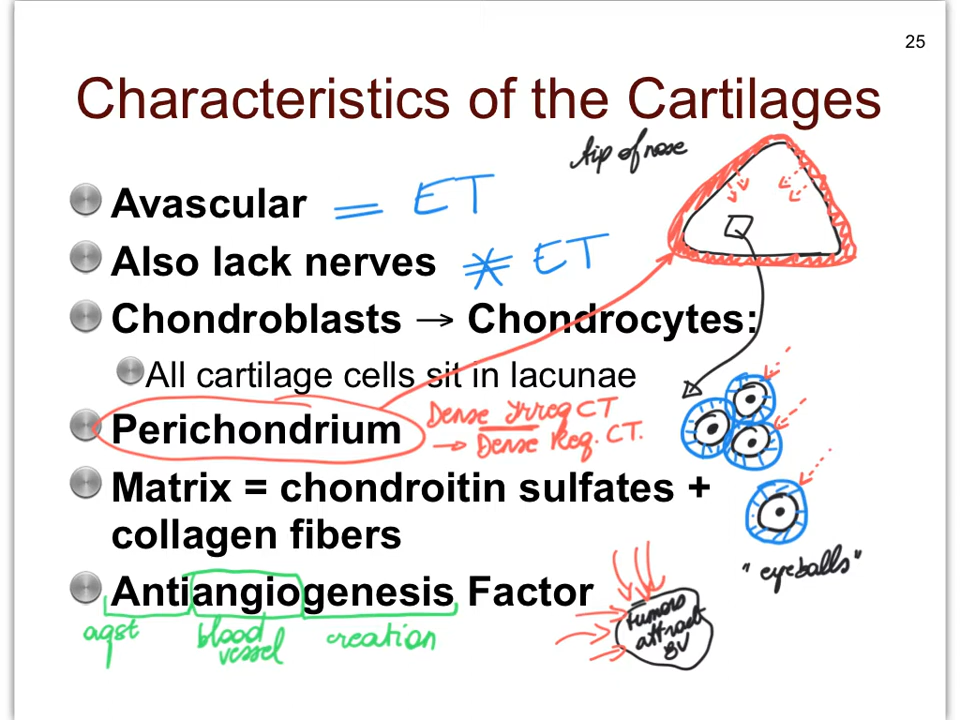 25
Characteristics of the Cartilages
tip of nose
Avascular = ET
Also lack nerves ET
Chondroblasts → Chondrocytes:
All cartilage cells sit in lacunae
Perichondrium
Dense Irreg CT
→ Dense Reg. CT.
Matrix = chondroitin sulfates +
collagen fibers
"eyeballs"
Antiangiogenesis Factor
agst blood vessel creation
tumors
attract
BV